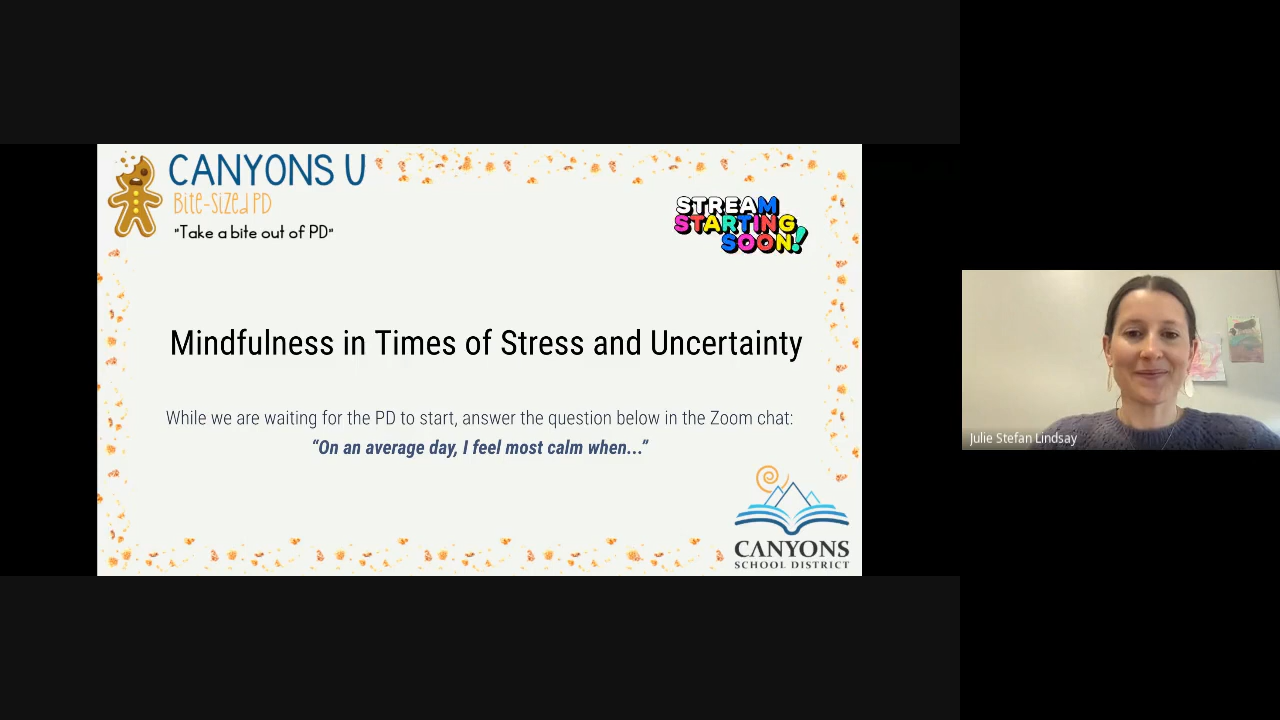 CANYONS U
Bite-Sized PD
"Take a bite out of PD"
STREAM
STARTING
SOON!
Mindfulness in Times of Stress and Uncertainty
While we are waiting for the PD to start, answer the question below in the Zoom chat:
“On an average day, I feel most calm when...”
CANYONS
SCHOOL DISTRICT
Julie Stefan Lindsay